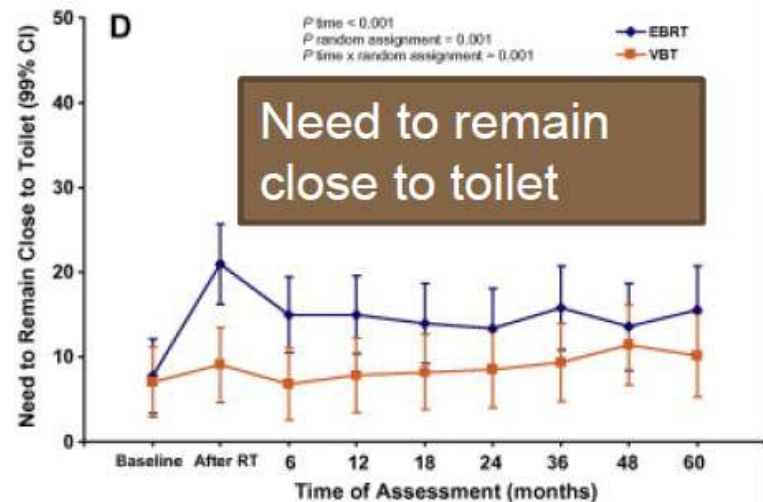 D
P time < 0.001
P random assignment = 0.001
P time x random assignment = 0.001
EBRT
VBT
Need to remain
close to toilet
Need to Remain Close to Toilet (99% CI)
50
40
30
20
10
0
Baseline After RT 6 12 18 24 36 48 60
Time of Assessment (months)